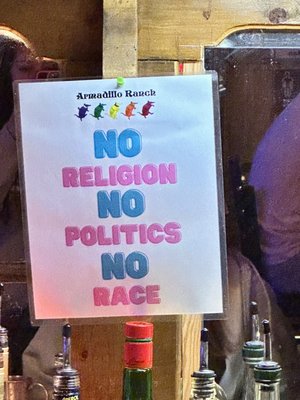 Armadillo Ranch
NO
RELIGION
NO
POLITICS
NO
RACE